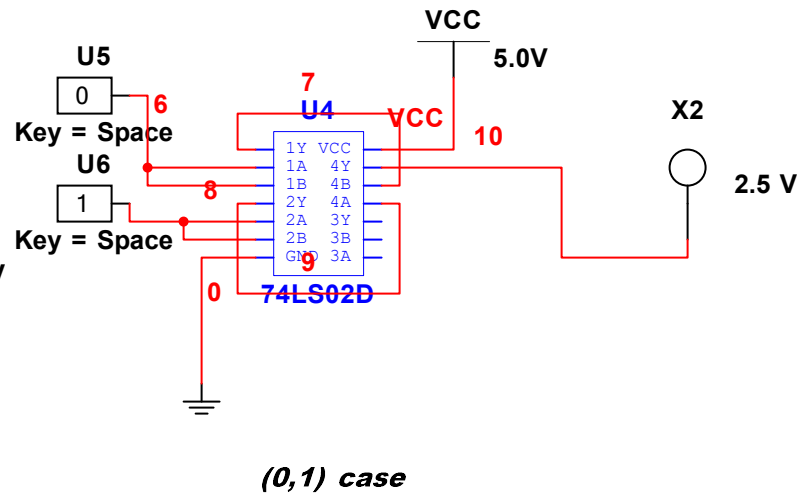 VCC
5.0V
U5
0
6
Key = Space
U6
1
8
Key = Space
7
U4
VCC
10
1Y VCC
1A 4Y
1B 4B
2Y 4A
2A 3Y
2B 3B
GND 3A
9
0
74LS02D
X2
2.5 V
(0,1) case